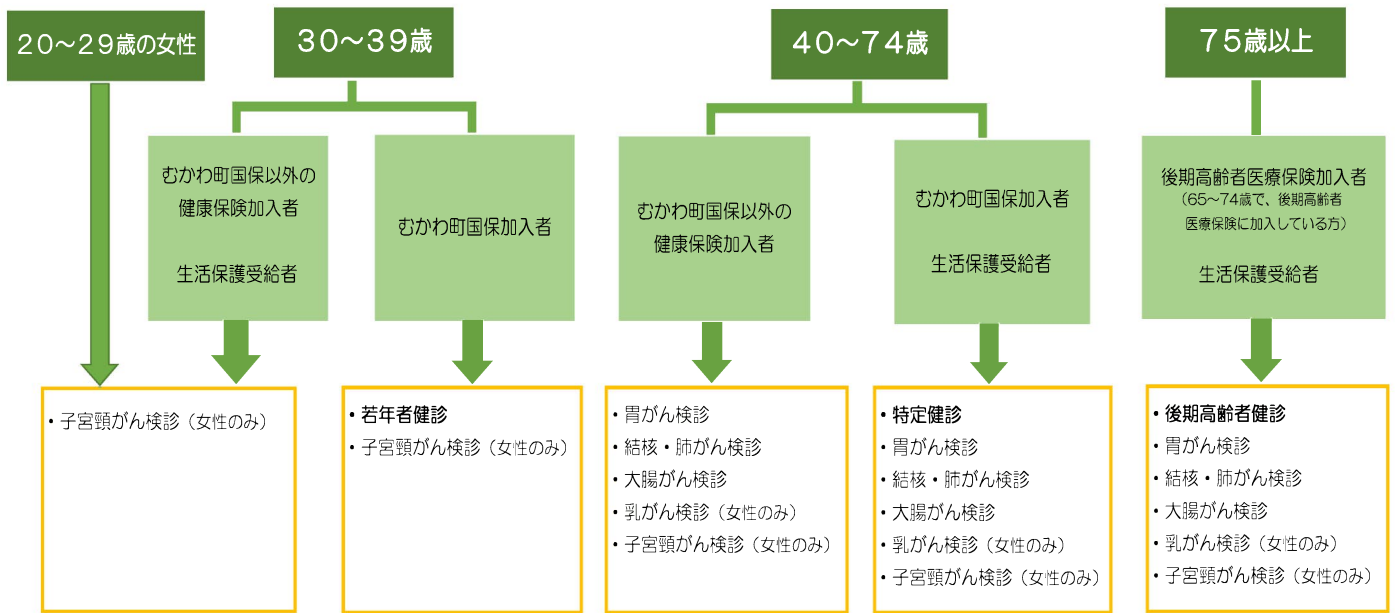 20～29歳の女性
30～39歳
40～74歳
75歳以上
むかわ町国保以外の
健康保険加入者
生活保護受給者
むかわ町国保加入者
むかわ町国保以外の
健康保険加入者
むかわ町国保加入者
生活保護受給者
後期高齢者医療保険加入者
（65～74歳で、後期高齢者
医療保険に加入している方）
生活保護受給者
・子宮頸がん検診（女性のみ）
・若年者健診
・子宮頸がん検診（女性のみ）
・胃がん検診
・結核・肺がん検診
・大腸がん検診
・乳がん検診（女性のみ）
・子宮頸がん検診（女性のみ）
・特定健診
・胃がん検診
・結核・肺がん検診
・大腸がん検診
・乳がん検診（女性のみ）
・子宮頸がん検診（女性のみ）
・後期高齢者健診
・胃がん検診
・結核・肺がん検診
・大腸がん検診
・乳がん検診（女性のみ）
・子宮頸がん検診（女性のみ）